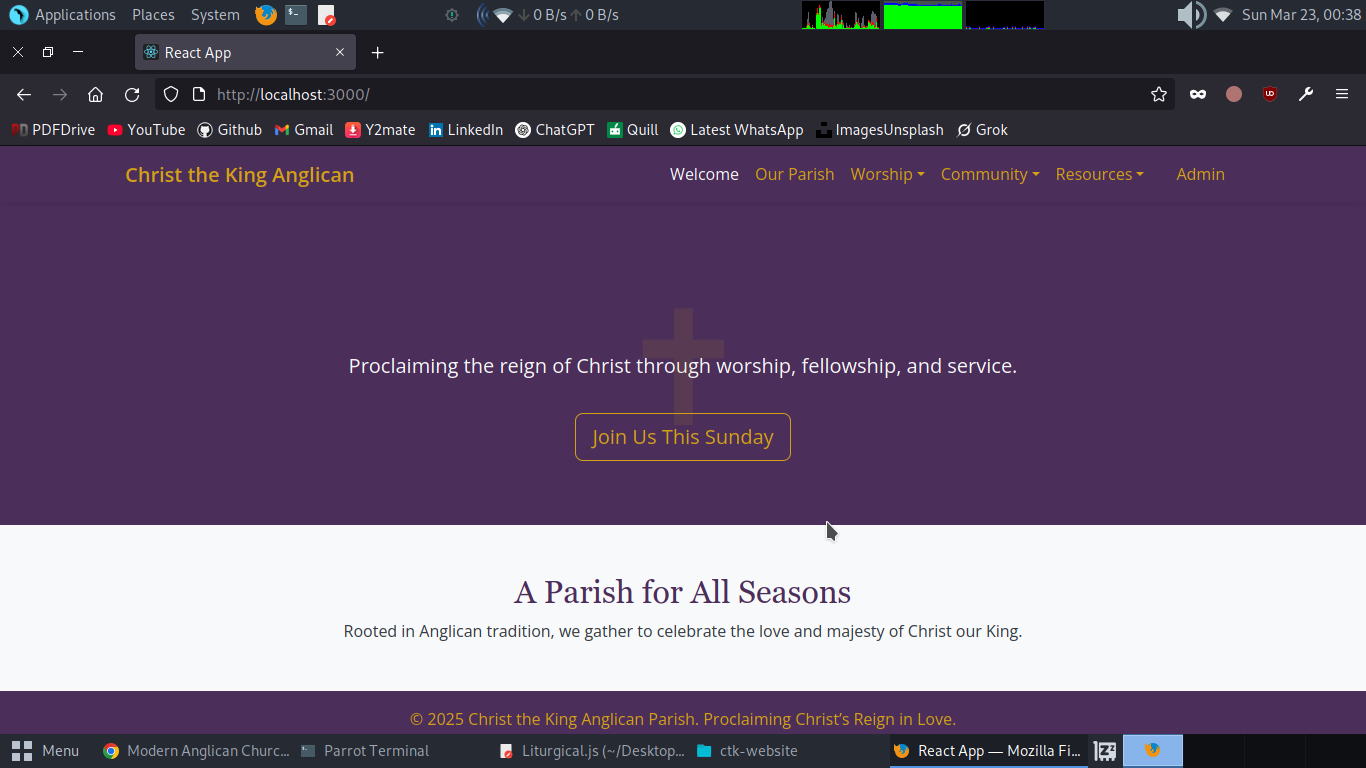 Applications Places System 0 B/s 0 B/s Sun Mar 23, 00:38
React App
http://localhost:3000/
PDFDrive YouTube Github Gmail Y2mate LinkedIn ChatGPT Quill Latest WhatsApp ImagesUnsplash Grok
Christ the King Anglican Welcome Our Parish Worship Community Resources Admin
Proclaiming the reign of Christ through worship, fellowship, and service.
Join Us This Sunday
A Parish for All Seasons
Rooted in Anglican tradition, we gather to celebrate the love and majesty of Christ our King.
© 2025 Christ the King Anglican Parish. Proclaiming Christ’s Reign in Love.
Menu Modern Anglican Churc... Parrot Terminal Liturgical.js (~/Desktop... ctk-website React App — Mozilla Fi...